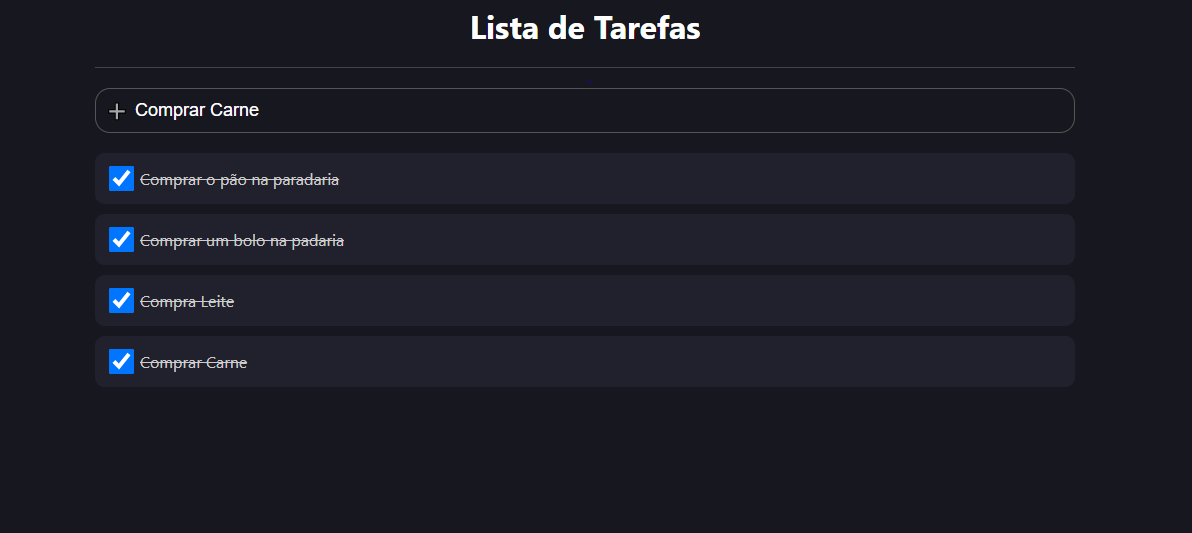 Lista de Tarefas
Comprar Carne
Comprar o pão na paradaria
Comprar um bolo na padaria
Compra Leite
Comprar Carne